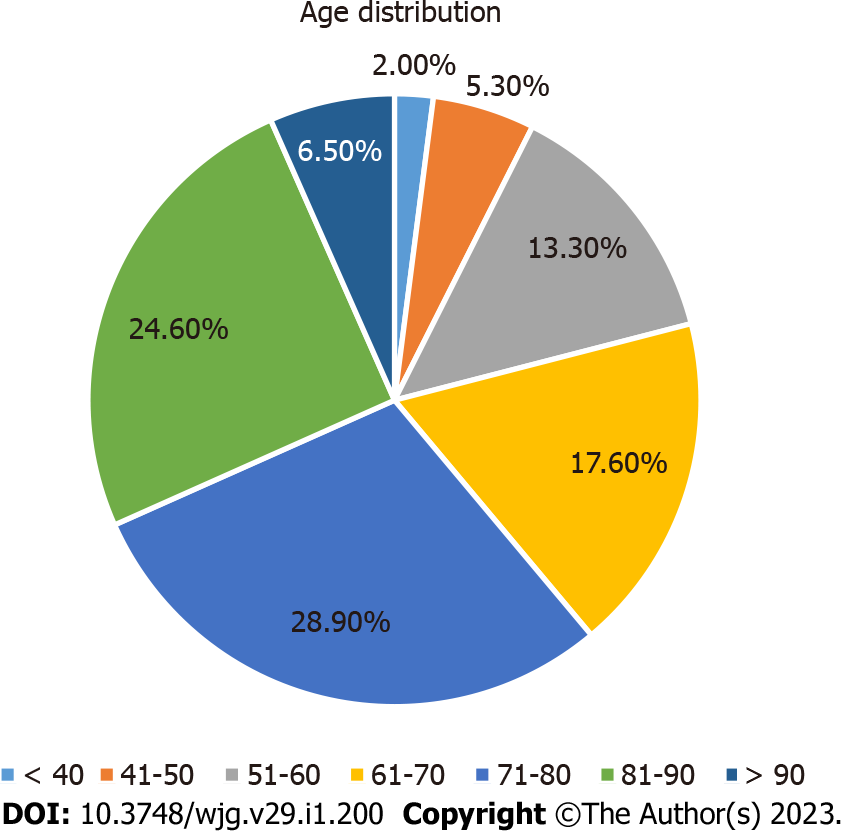 Age distribution
2.00%
5.30%
6.50%
13.30%
24.60%
17.60%
28.90%
< 40 41-50 51-60 61-70 71-80 81-90 > 90
DOI: 10.3748/wjg.v29.i1.200 Copyright ©The Author(s) 2023.